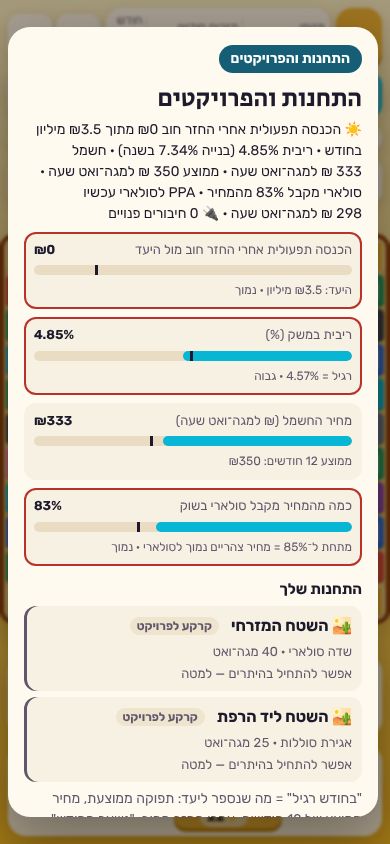 התחנות והפרויקטים
התחנות והפרויקטים
☀️ הכנסה תפעולית אחרי החזר חוב ₪0 מתוך ₪3.5 מיליון
בחודש · ריבית 4.85% (בנייה 7.34% בשנה) · חשמל
333 ₪ למגה־ואט שעה · ממוצע 350 ₪ למגה־ואט שעה ·
סולארי מקבל 83% מהמחיר · PPA לסולארי עכשיו
298 ₪ למגה־ואט שעה · 🔌 0 חיבורים פנויים
הכנסה תפעולית אחרי החזר חוב מול היעד ₪0
היעד: ₪3.5 מיליון · נמוך
ריבית במשק (%) 4.85%
רגיל = 4.57% · גבוה
מחיר החשמל (₪ למגה־ואט שעה) ₪333
ממוצע 12 חודשים: ₪350
כמה מהמחיר מקבל סולארי בשוק 83%
מתחת ל־85% = מחיר צהריים נמוך לסולארי · נמוך
התחנות שלך
🏜️ השטח המזרחי קרקע לפרויקט
שדה סולארי · 40 מגה־ואט
אפשר להתחיל בהיתרים — למטה
🏜️ השטח ליד הרפת קרקע לפרויקט
אגירת סוללות · 25 מגה־ואט
אפשר להתחיל בהיתרים — למטה
"בחודש רגיל" = מה שנספר ליעד: תפוקה ממוצעת, מחיר